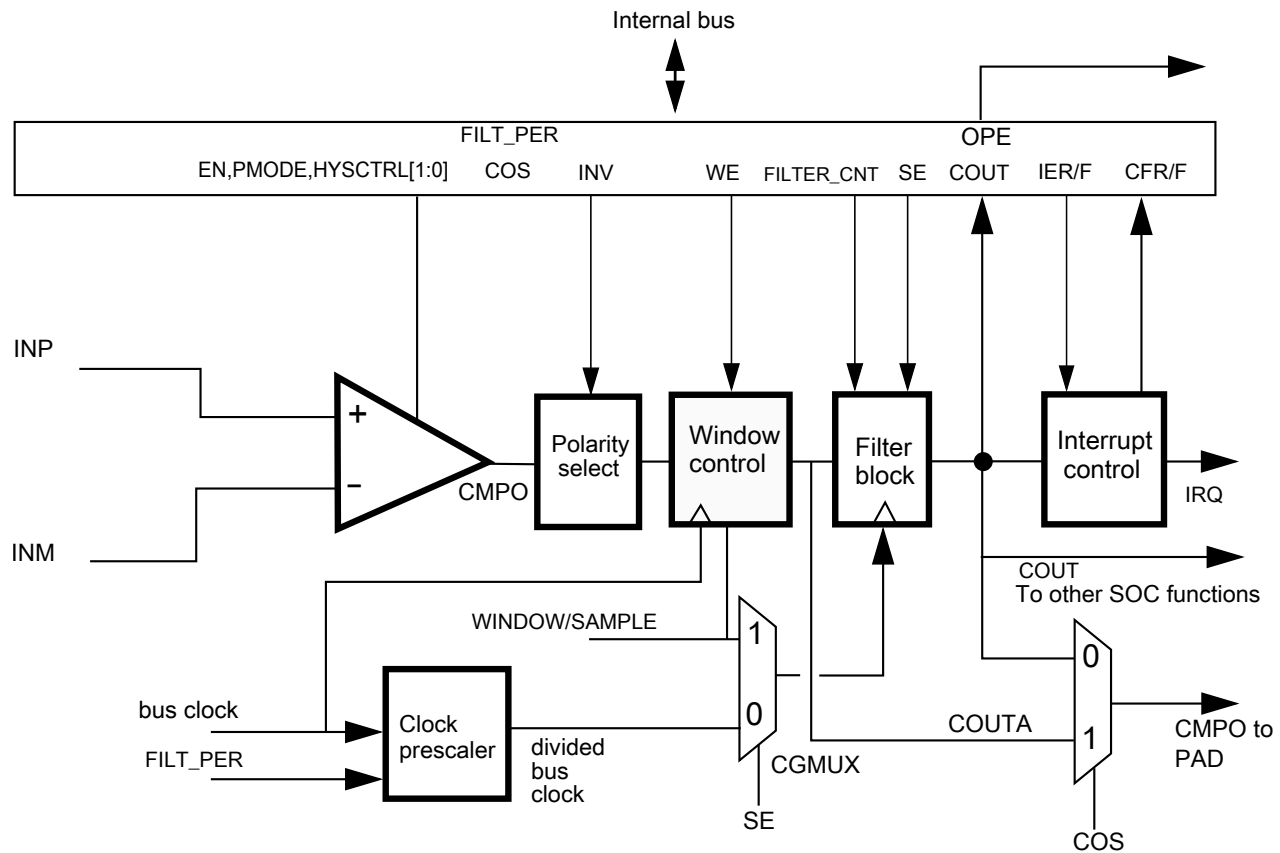 Internal bus
FILT_PER
OPE
EN,PMODE,HYSCTRL[1:0]
COS
INV
WE
FILTER_CNT
SE
COUT
IER/F
CFR/F
INP
+
−
INM
CMPO
Polarity
select
Window
control
Filter
block
Interrupt
control
IRQ
COUT
To other SOC functions
WINDOW/SAMPLE
1
0
bus clock
FILT_PER
Clock
prescaler
divided
bus
clock
CGMUX
SE
COUTA
0
1
CMPO to
PAD
COS